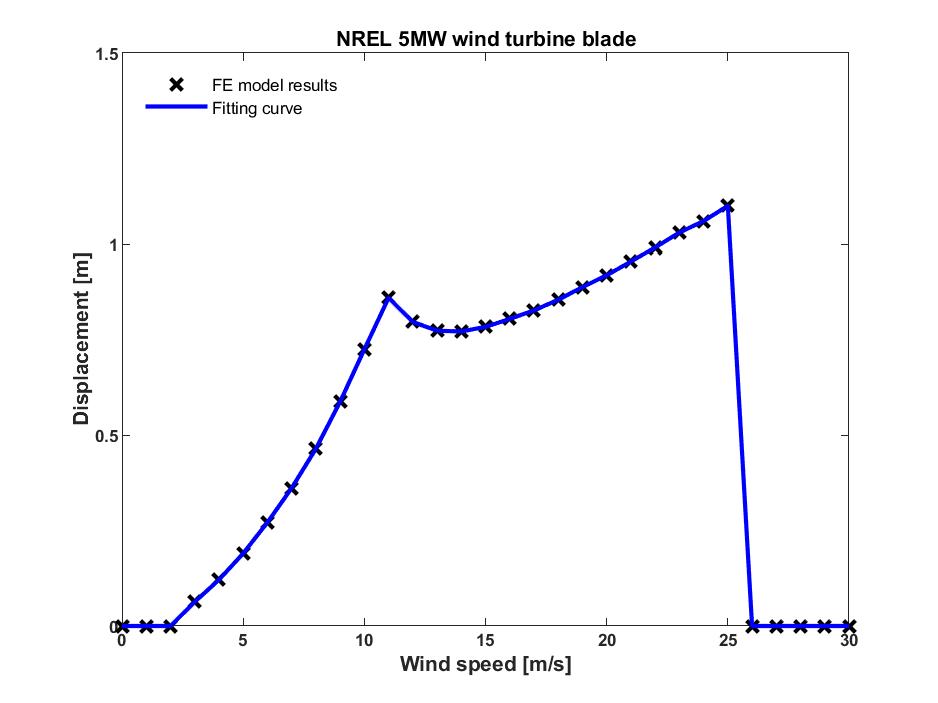 NREL 5MW wind turbine blade
FE model results
Fitting curve
Displacement [m]
1.5
1
0.5
0
0 5 10 15 20 25 30
Wind speed [m/s]